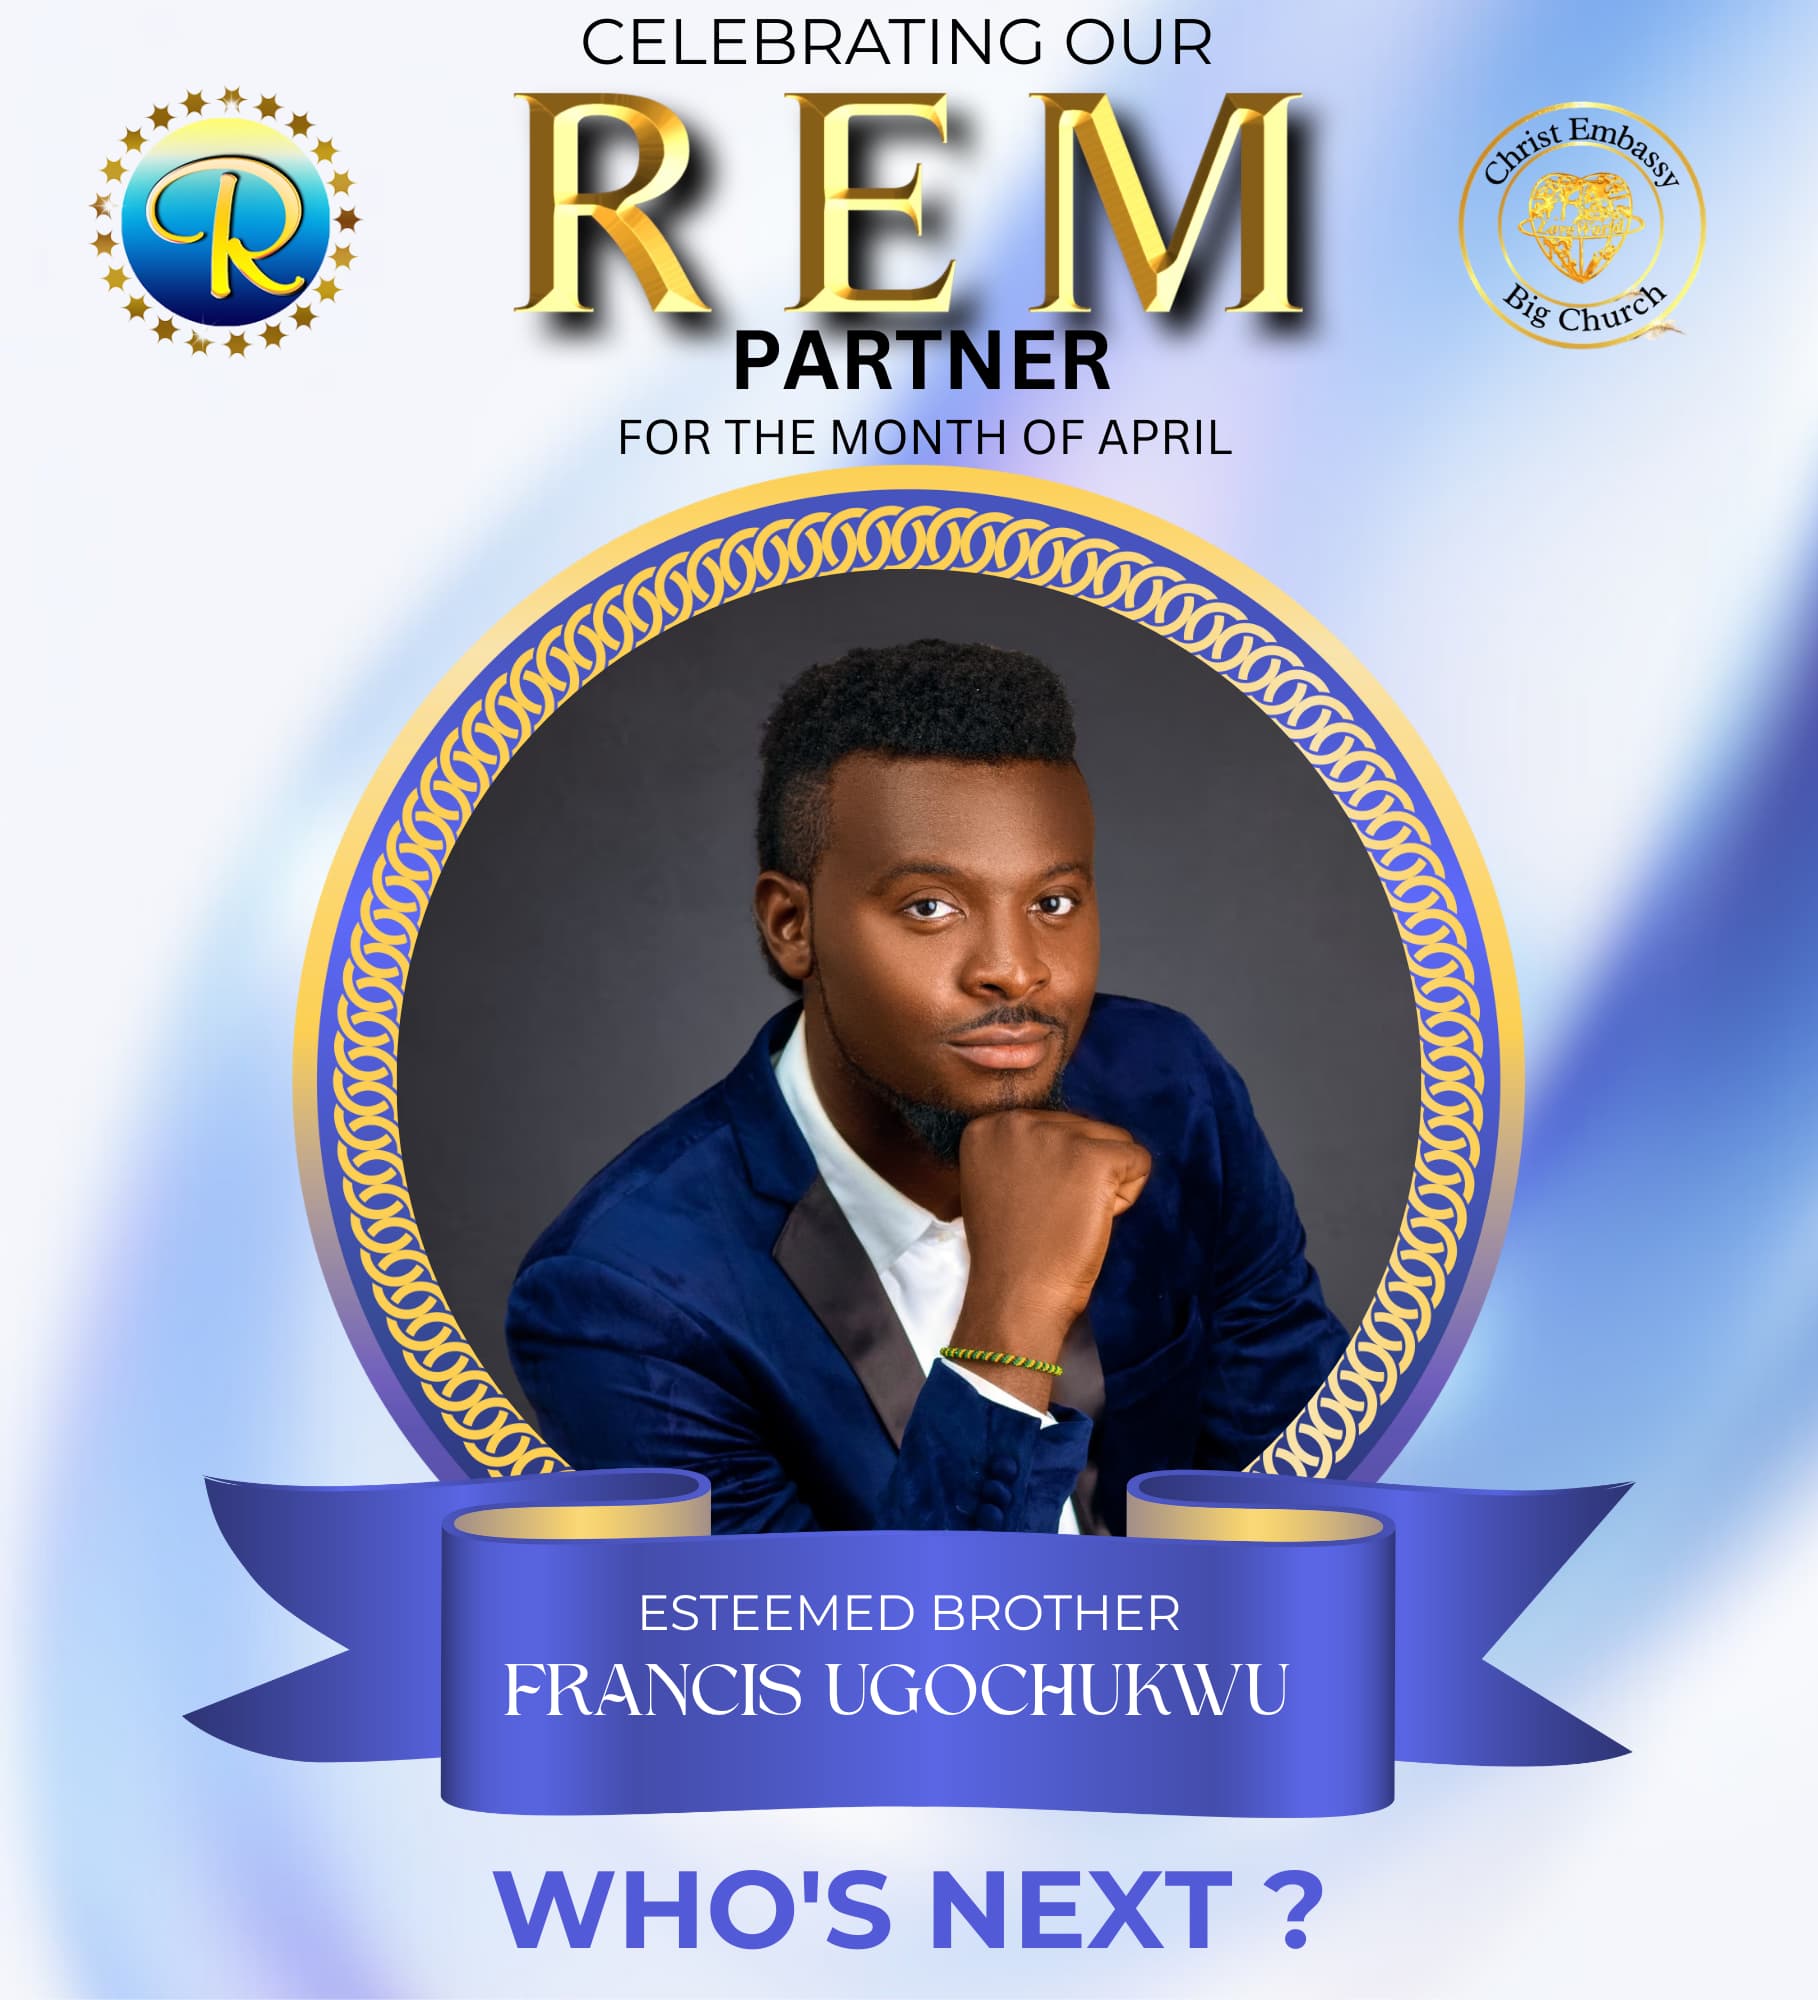 CELEBRATING OUR
REM
PARTNER
FOR THE MONTH OF APRIL
R
Christ Embassy
LoveWorld
Big Church
ESTEEMED BROTHER
FRANCIS UGOCHUKWU
WHO'S NEXT ?